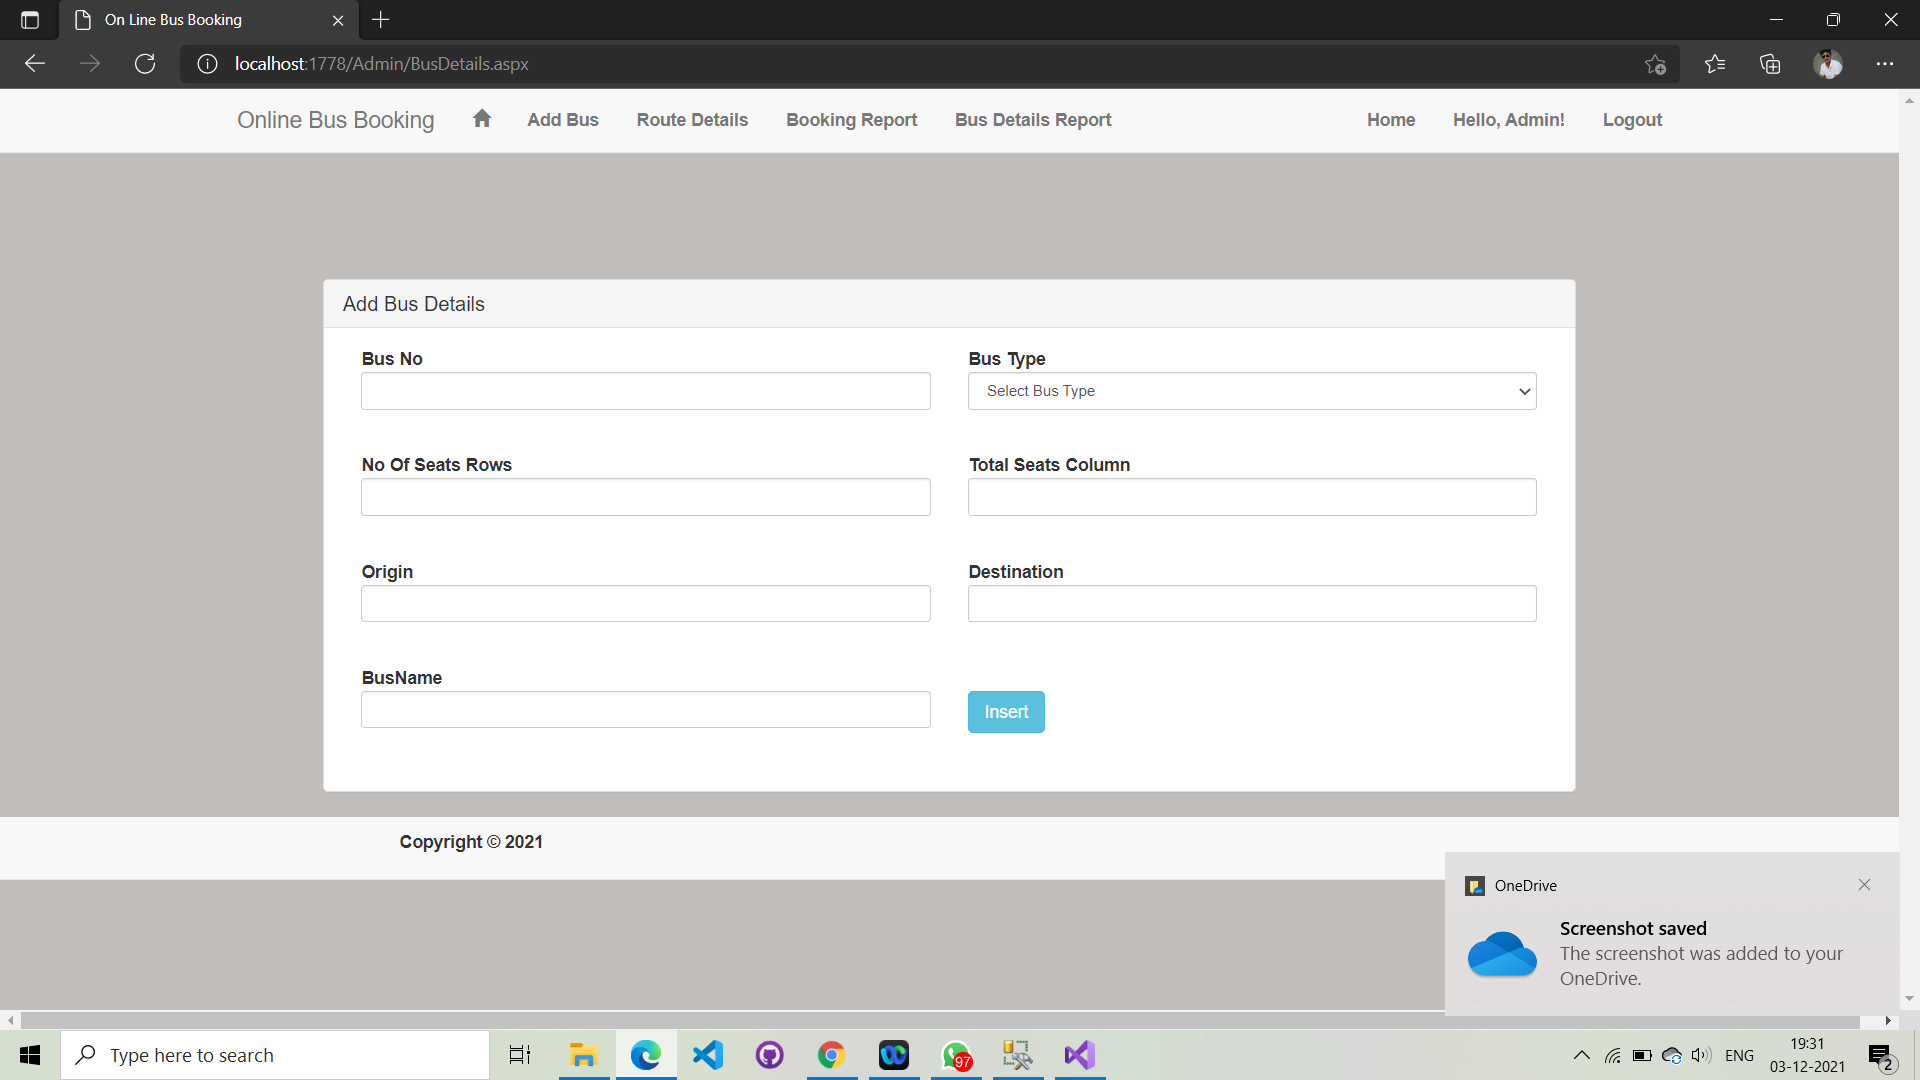 On Line Bus Booking
localhost:1778/Admin/BusDetails.aspx
Online Bus Booking Add Bus Route Details Booking Report Bus Details Report Home Hello, Admin! Logout
Add Bus Details
Bus No Bus Type
Select Bus Type
No Of Seats Rows Total Seats Column
Origin Destination
BusName
Insert
Copyright © 2021
OneDrive
Screenshot saved
The screenshot was added to your
OneDrive.
Type here to search
97
ENG
19:31
03-12-2021
2